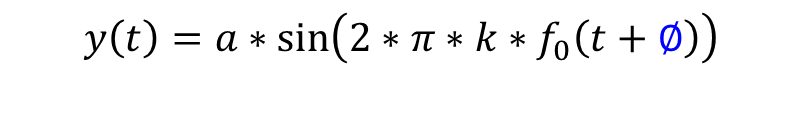 y(t) = a ∗ sin(2 ∗ π ∗ k ∗ f₀(t + ∅))